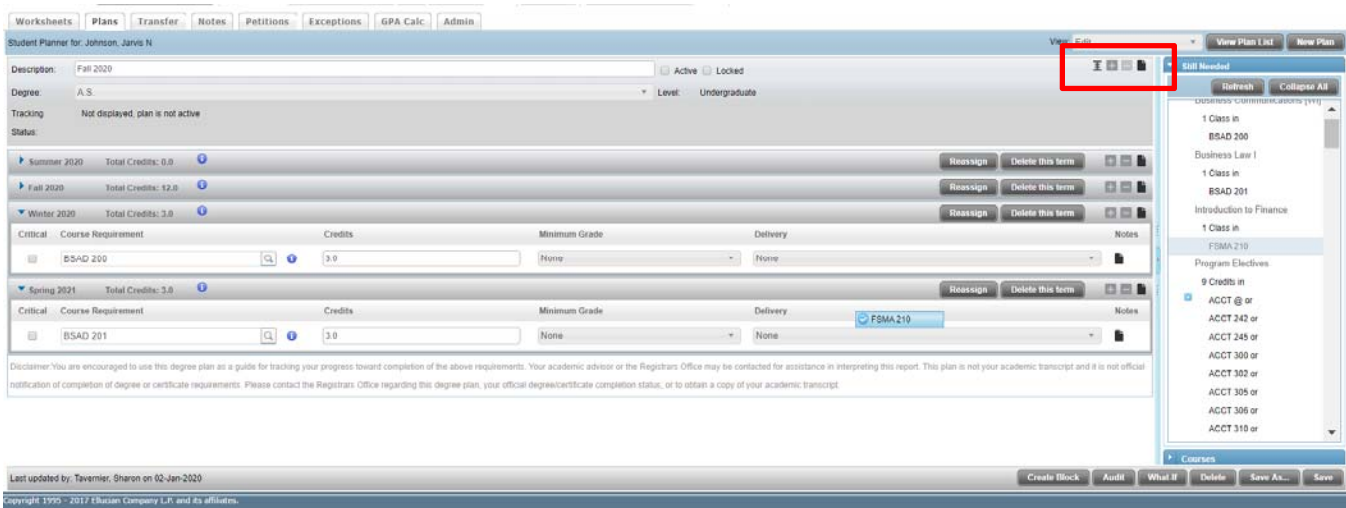 Worksheets Plans Transfer Notes Petitions Exceptions GPA Calc Admin
Student Planner for: Johnson, Jarvis N View: Edit View Plan List New Plan
Description: Fall 2020 Active Locked
Still Needed
Degree: A.S. Level: Undergraduate
Refresh Collapse All
Tracking Status: Not displayed, plan is not active
Business Communications [WI]
1 Class in
BSAD 200
Business Law I
1 Class in
BSAD 201
Introduction to Finance
1 Class in
FSMA 210
Program Electives
9 Credits in
ACCT @ or
ACCT 242 or
ACCT 245 or
ACCT 300 or
ACCT 302 or
ACCT 305 or
ACCT 306 or
ACCT 310 or
Courses
Summer 2020 Total Credits: 0.0 Reassign Delete this term
Fall 2020 Total Credits: 12.0 Reassign Delete this term
Winter 2020 Total Credits: 3.0 Reassign Delete this term
Critical Course Requirement Credits Minimum Grade Delivery Notes
BSAD 200 3.0 None None
Spring 2021 Total Credits: 3.0 Reassign Delete this term
Critical Course Requirement Credits Minimum Grade Delivery Notes
FSMA 210
BSAD 201 3.0 None None
Disclaimer:You are encouraged to use this degree plan as a guide for tracking your progress toward completion of the above requirements. Your academic advisor or the Registrars Office may be contacted for assistance in interpreting this report. This plan is not your academic transcript and it is not official
notification of completion of degree or certificate requirements. Please contact the Registrars Office regarding this degree plan, your official degree/certificate completion status, or to obtain a copy of your academic transcript.
Last updated by: Tavernier, Sharon on 02-Jan-2020 Create Block Audit What If Delete Save As... Save
Copyright 1995 - 2017 Ellucian Company L.P. and its affiliates.